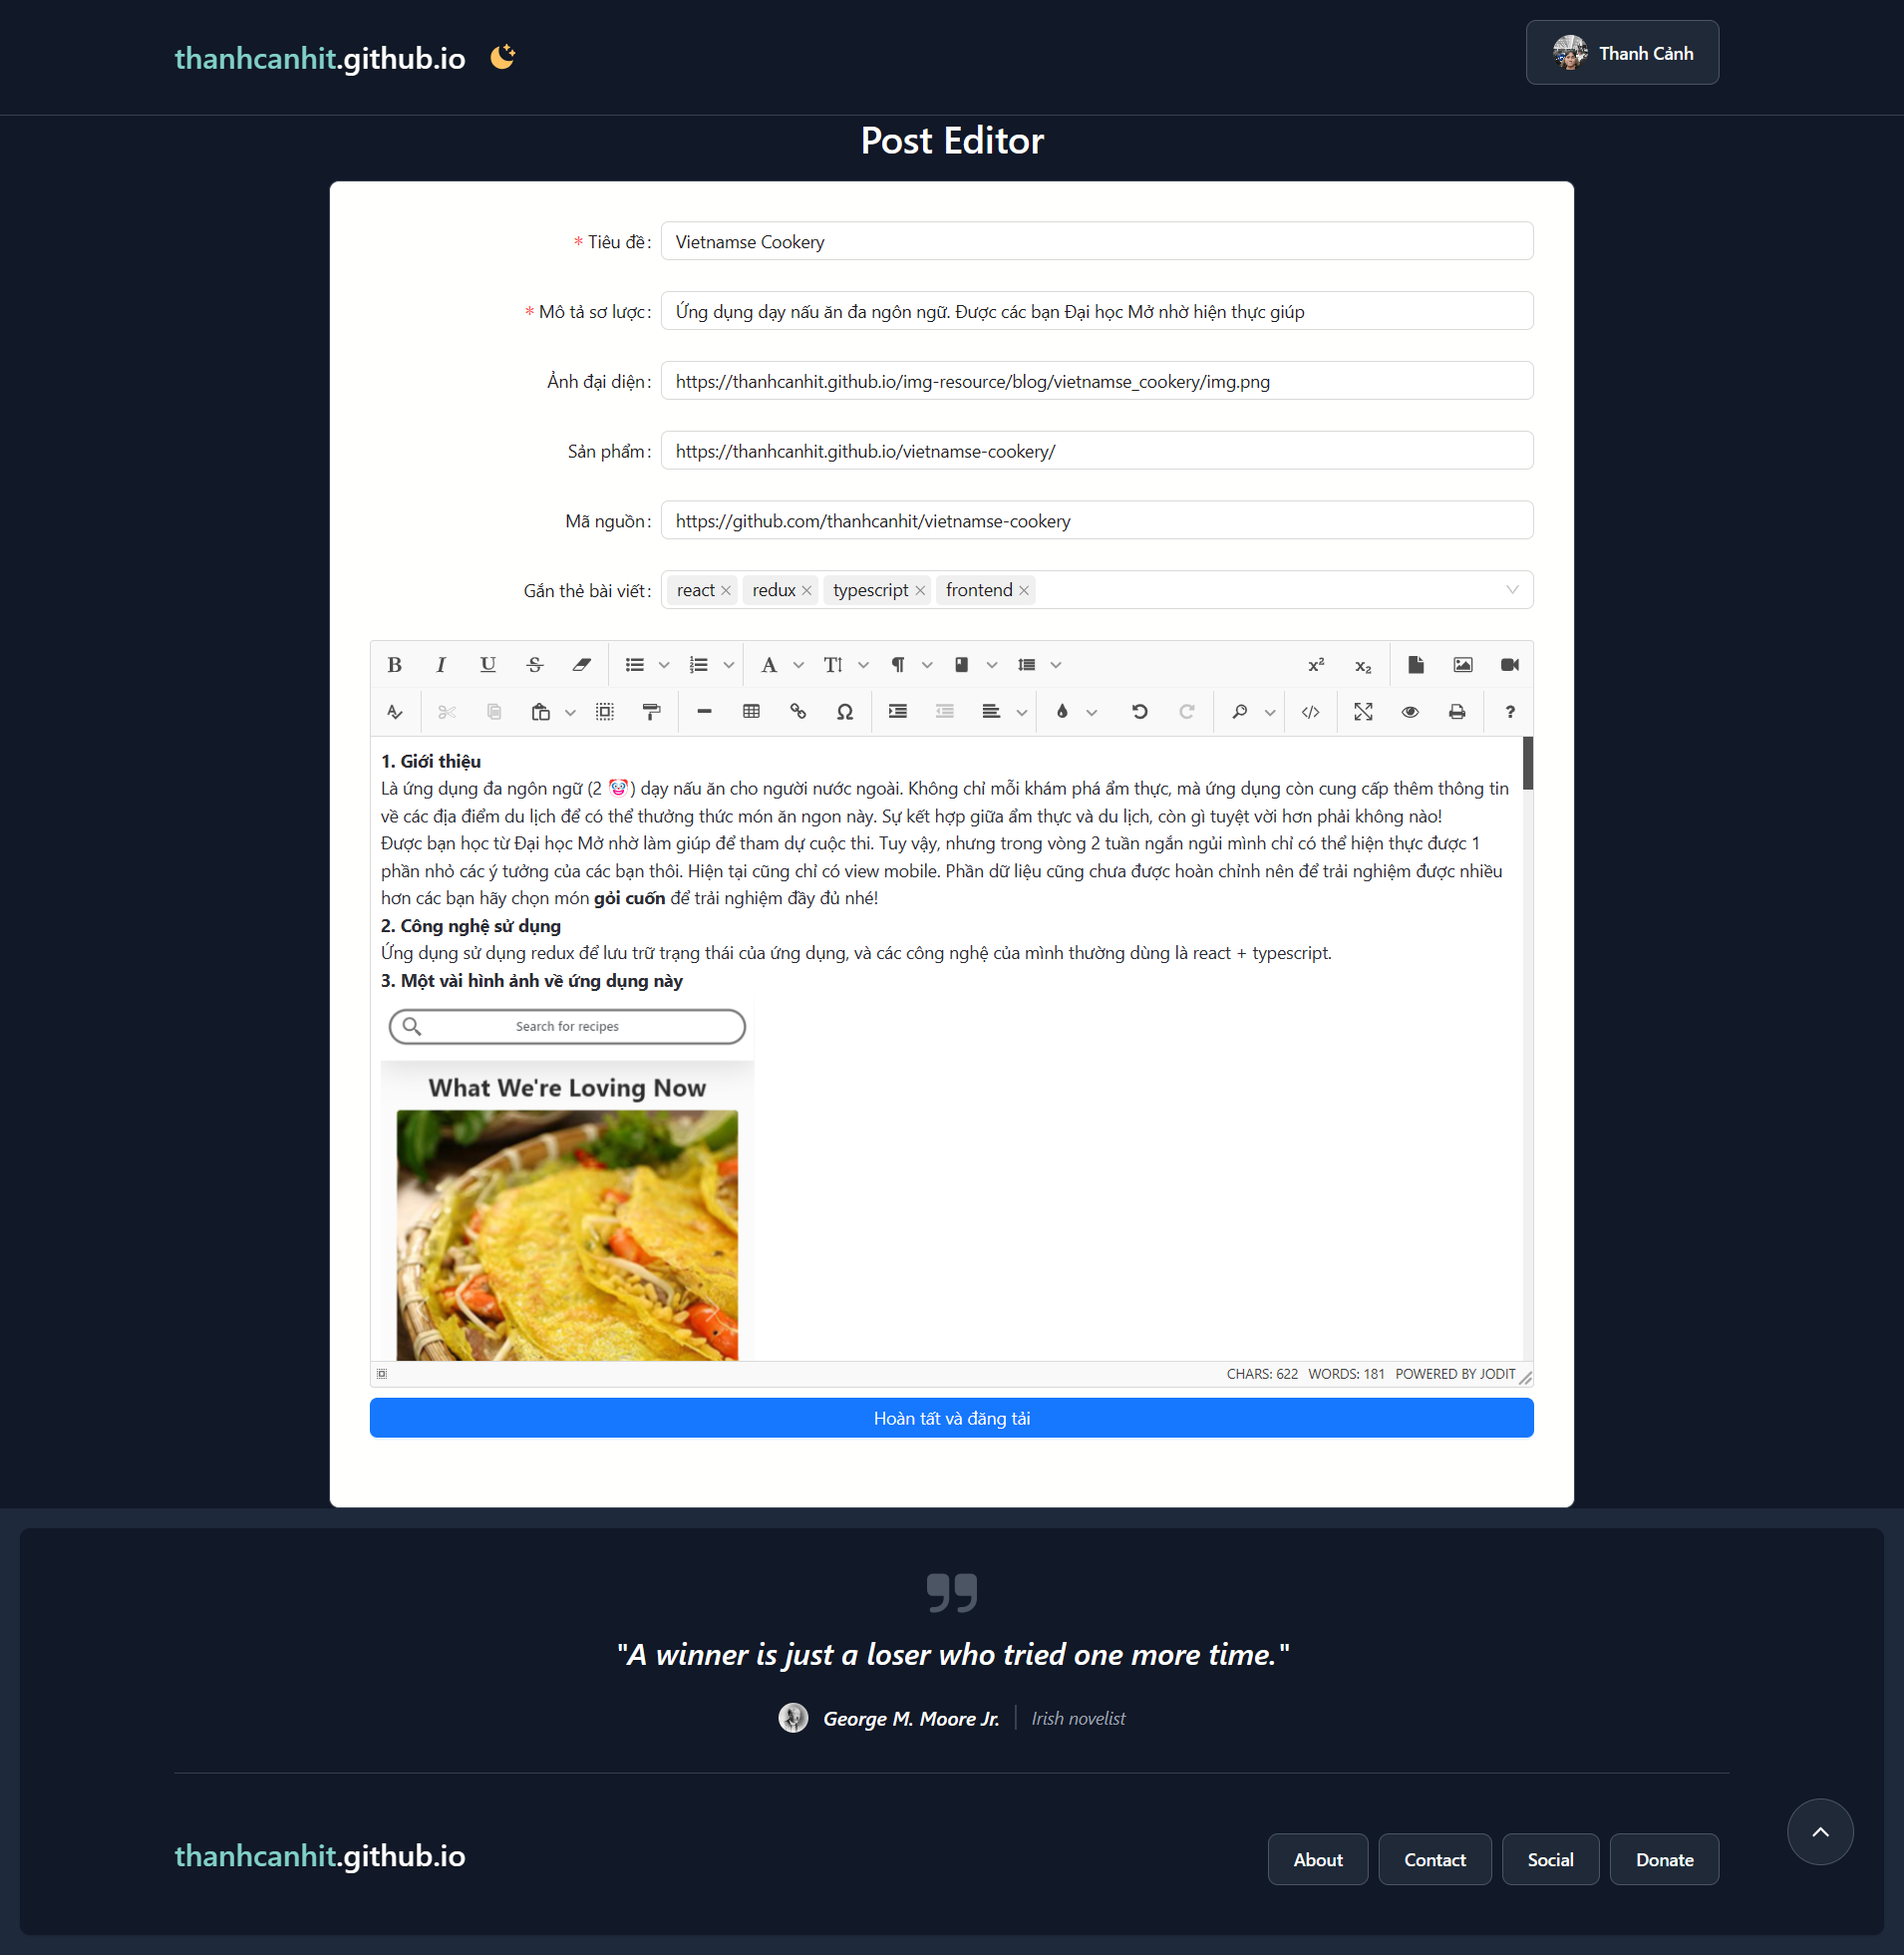 thanhcanhit.github.io
Thanh Cảnh
Post Editor
* Tiêu đề: Vietnamse Cookery
* Mô tả sơ lược: Ứng dụng dạy nấu ăn đa ngôn ngữ. Được các bạn Đại học Mở nhờ hiện thực giúp
Ảnh đại diện: https://thanhcanhit.github.io/img-resource/blog/vietnamse_cookery/img.png
Sản phẩm: https://thanhcanhit.github.io/vietnamse-cookery/
Mã nguồn: https://github.com/thanhcanhit/vietnamse-cookery
Gắn thẻ bài viết: react redux typescript frontend
1. Giới thiệu
Là ứng dụng đa ngôn ngữ (2 🤡) dạy nấu ăn cho người nước ngoài. Không chỉ mỗi khám phá ẩm thực, mà ứng dụng còn cung cấp thêm thông tin
về các địa điểm du lịch để có thể thưởng thức món ăn ngon này. Sự kết hợp giữa ẩm thực và du lịch, còn gì tuyệt vời hơn phải không nào!
Được bạn học từ Đại học Mở nhờ làm giúp để tham dự cuộc thi. Tuy vậy, nhưng trong vòng 2 tuần ngắn ngủi mình chỉ có thể hiện thực được 1
phần nhỏ các ý tưởng của các bạn thôi. Hiện tại cũng chỉ có view mobile. Phần dữ liệu cũng chưa được hoàn chỉnh nên để trải nghiệm được nhiều
hơn các bạn hãy chọn món gỏi cuốn để trải nghiệm đầy đủ nhé!
2. Công nghệ sử dụng
Ứng dụng sử dụng redux để lưu trữ trạng thái của ứng dụng, và các công nghệ của mình thường dùng là react + typescript.
3. Một vài hình ảnh về ứng dụng này
Search for recipes
What We're Loving Now
CHARS: 622 WORDS: 181 POWERED BY JODIT
Hoàn tất và đăng tải
"A winner is just a loser who tried one more time."
George M. Moore Jr. Irish novelist
thanhcanhit.github.io
About Contact Social Donate